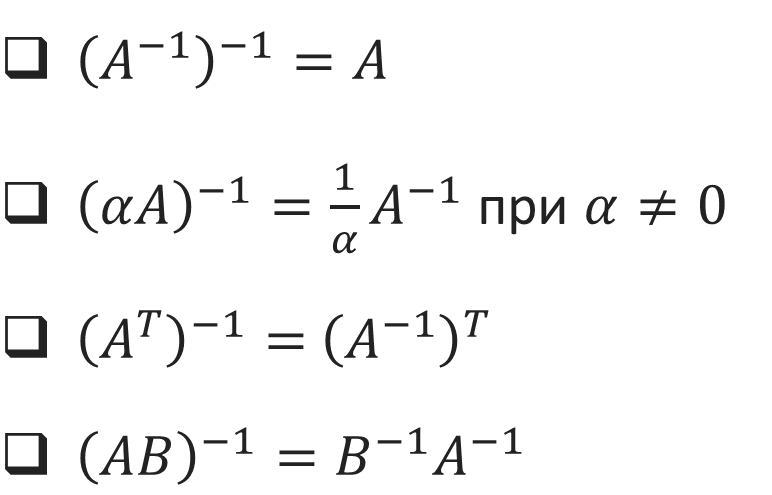 ❑ (A⁻¹)⁻¹ = A
❑ (αA)⁻¹ = 1/α A⁻¹ при α ≠ 0
❑ (Aᵀ)⁻¹ = (A⁻¹)ᵀ
❑ (AB)⁻¹ = B⁻¹A⁻¹